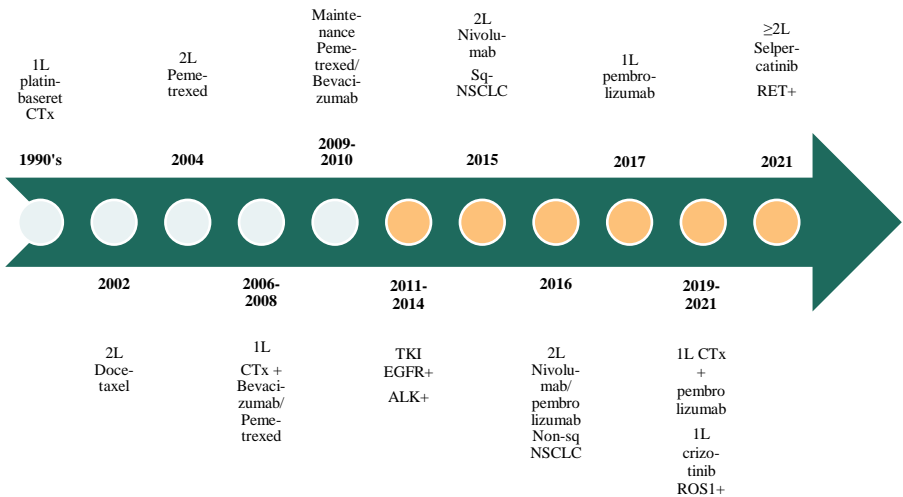 1L
platin-
baseret
CTx
1990's
2002
2L
Doce-
taxel
2L
Peme-
trexed
2004
2006-
2008
1L
CTx +
Bevaci-
zumab/
Peme-
trexed
Mainte-
nance
Peme-
trexed/
Bevaci-
zumab
2009-
2010
2011-
2014
TKI
EGFR+
ALK+
2L
Nivolu-
mab
Sq-
NSCLC
2015
2016
2L
Nivolu-
mab/
pembro
lizumab
Non-sq
NSCLC
1L
pembro-
lizumab
2017
2019-
2021
1L CTx
+
pembro
lizumab
1L
crizo-
tinib
ROS1+
≥2L
Selper-
catinib
RET+
2021